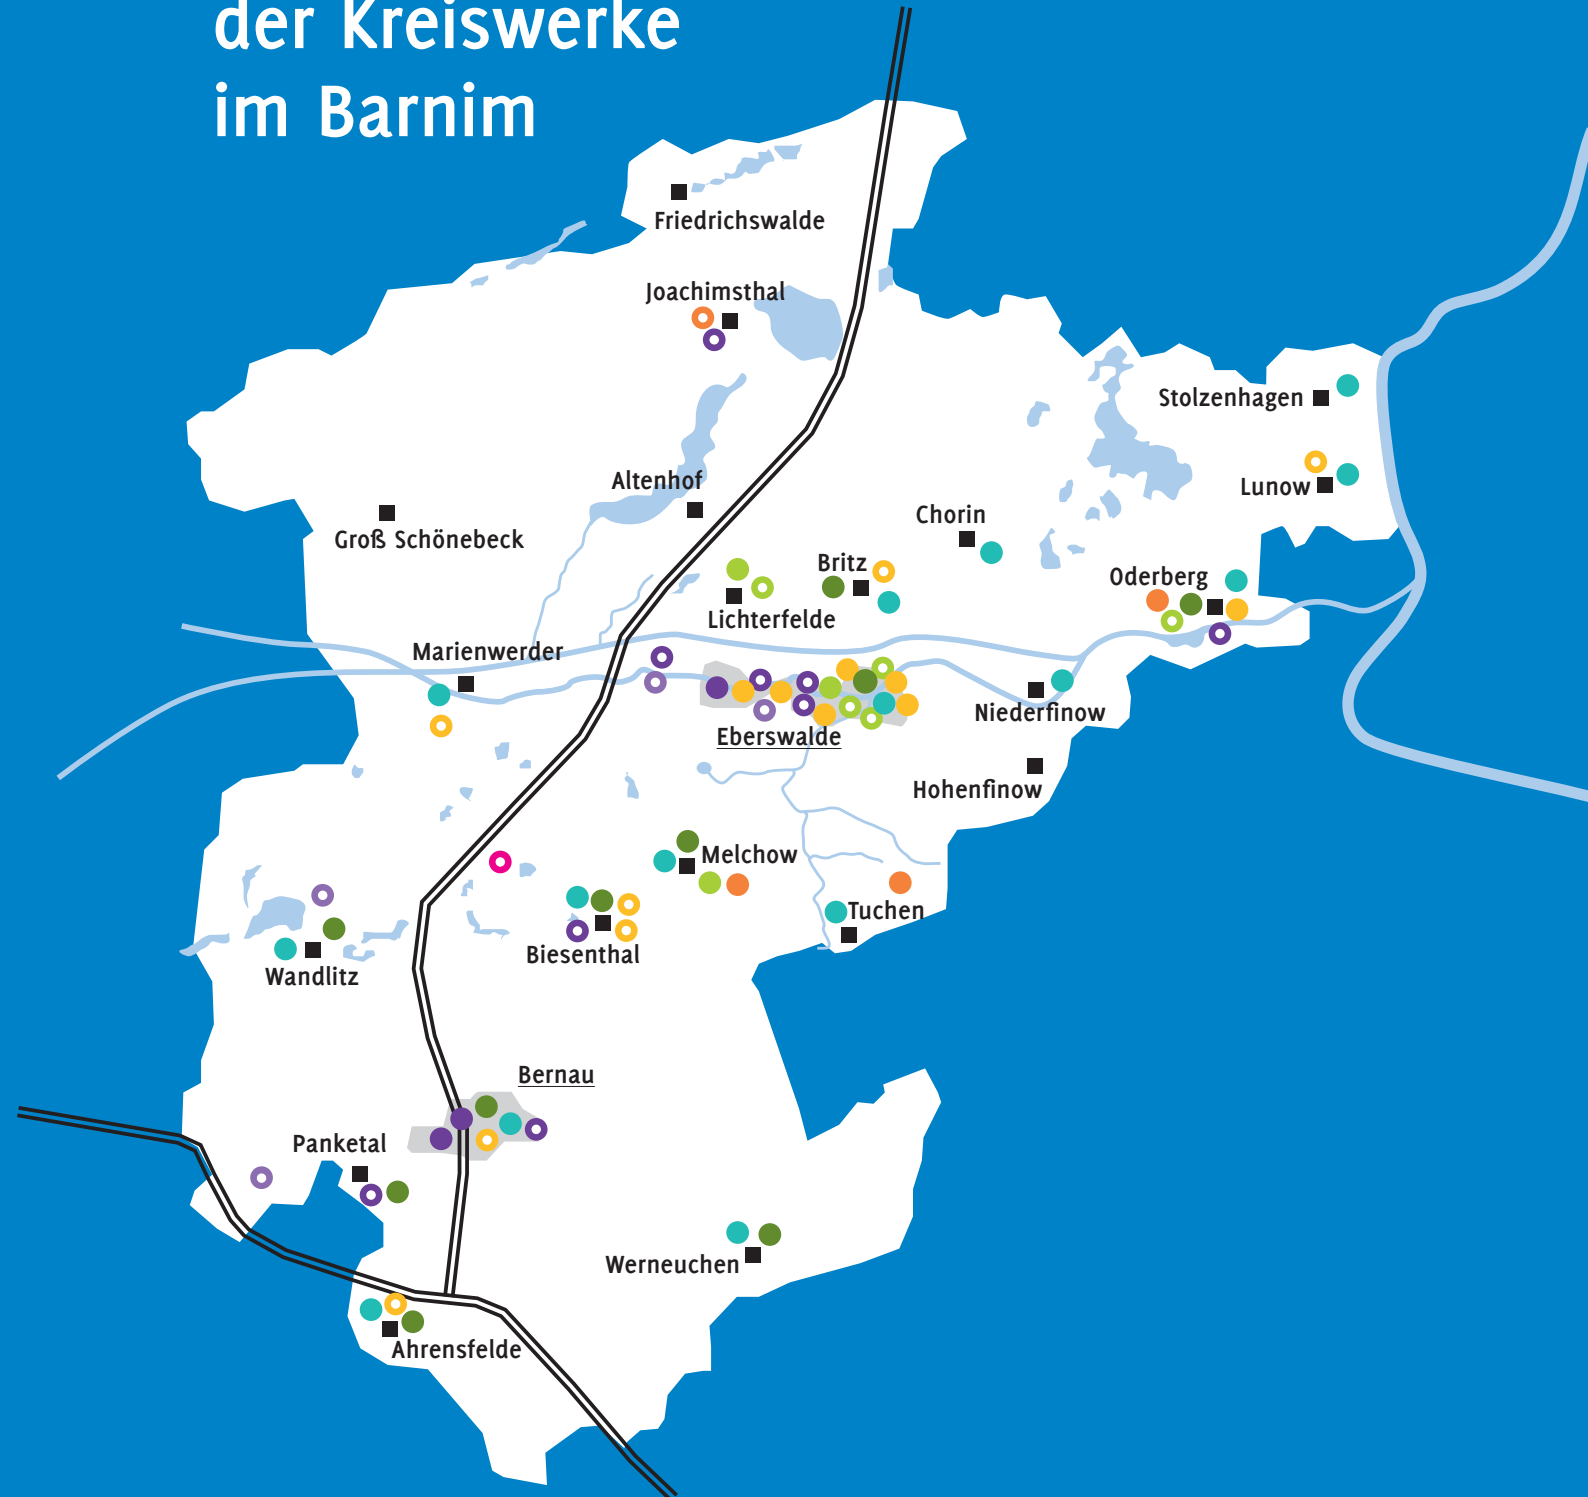 der Kreiswerke
im Barnim
Friedrichswalde
Joachimsthal
Stolzenhagen
Altenhof
Lunow
Chorin
Groß Schönebeck
Britz
Oderberg
Lichterfelde
Marienwerder
Niederfinow
Eberswalde
Hohenfinow
Melchow
Tuchen
Biesenthal
Wandlitz
Bernau
Panketal
Werneuchen
Ahrensfelde